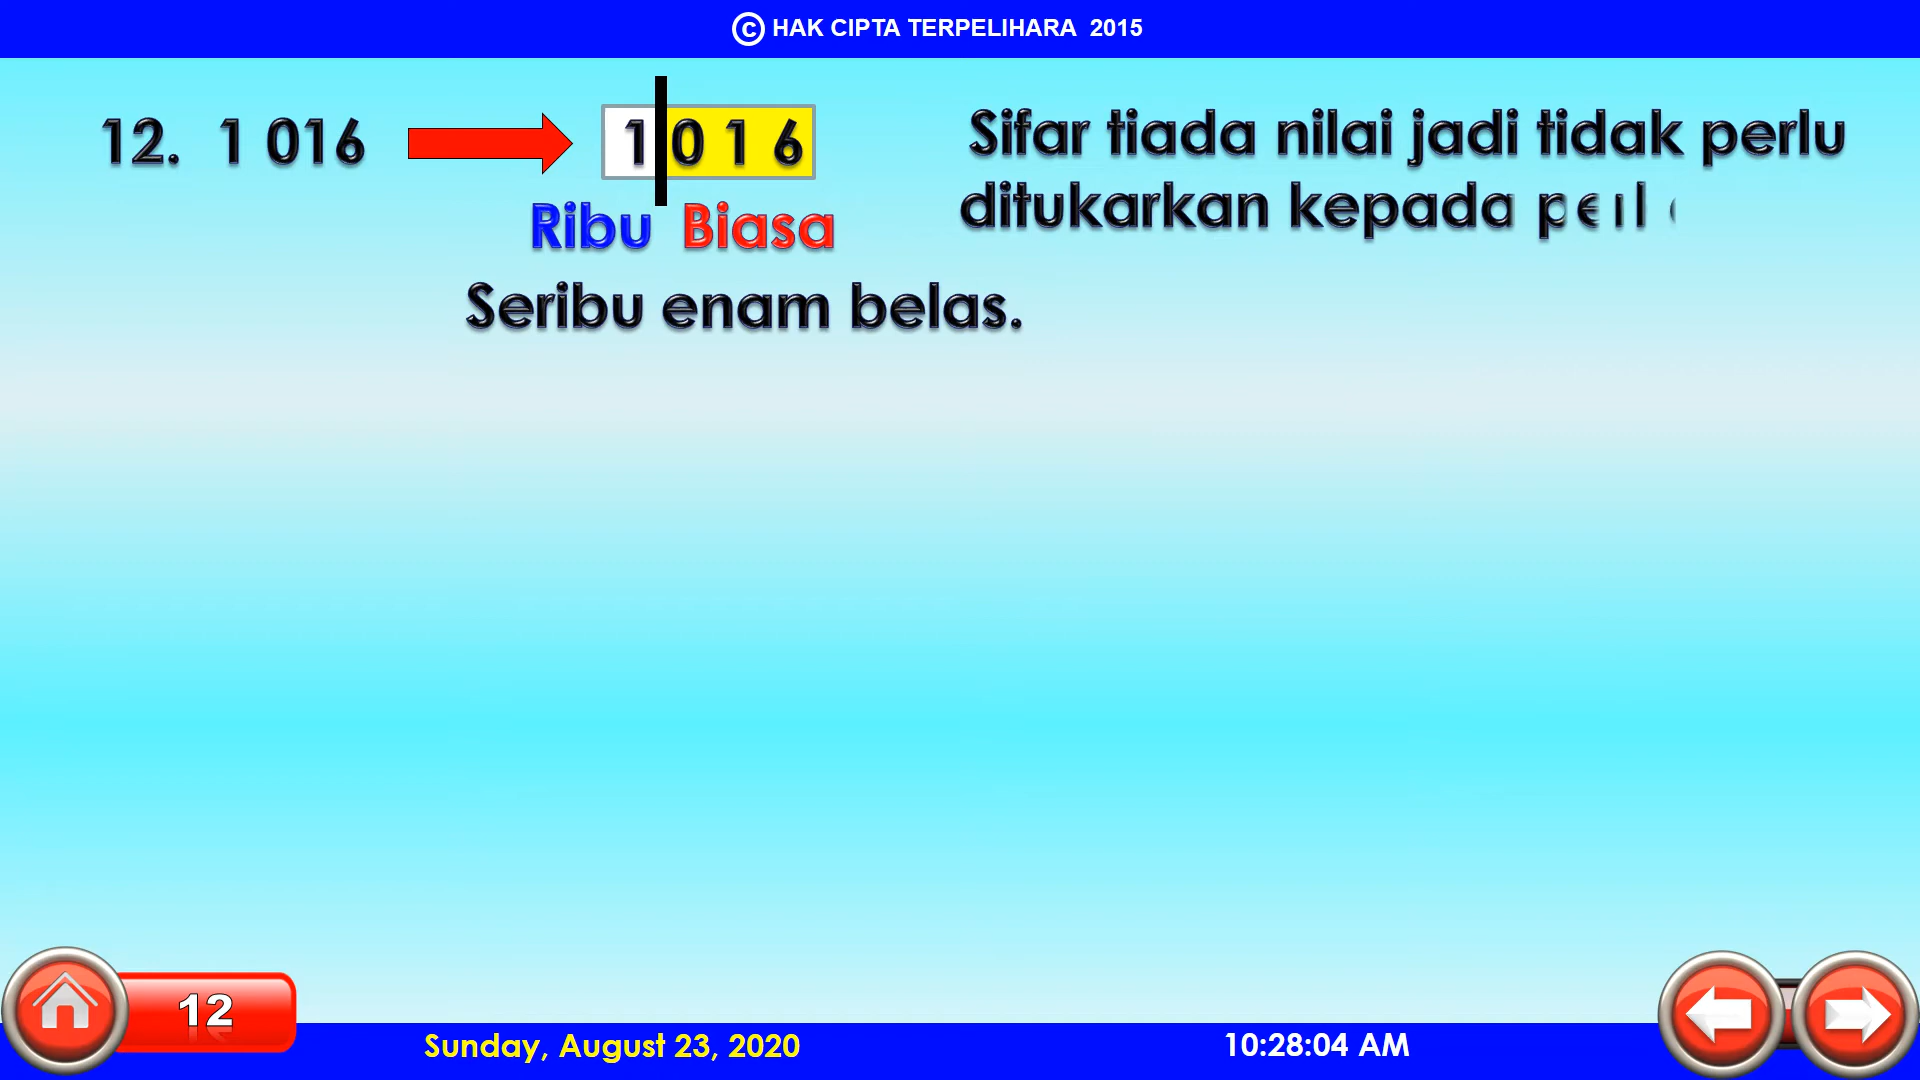 © HAK CIPTA TERPELIHARA 2015
12. 1 016
1 0 1 6
Ribu Biasa
Sifar tiada nilai jadi tidak perlu
ditukarkan kepada
Seribu enam belas.
12
Sunday, August 23, 2020
10:28:04 AM